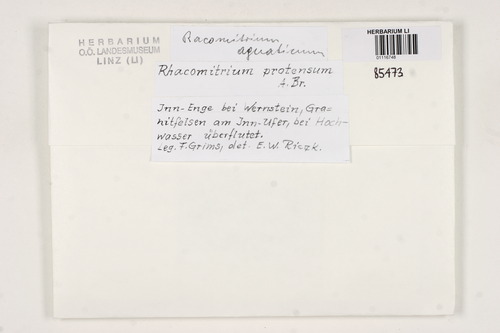 HERBARIUM
O.Ö. LANDESMUSEUM
LINZ (LI)
Racomitrium
aquaticum
HERBARIUM LI
01116749
85473
Rhacomitrium protensum
A. Br.
Inn-Enge bei Wernstein, Gra-
nitfelsen am Inn-Ufer, bei Hoch-
wasser überflutet.
Leg. F. Grims; det E. W. Ricek.